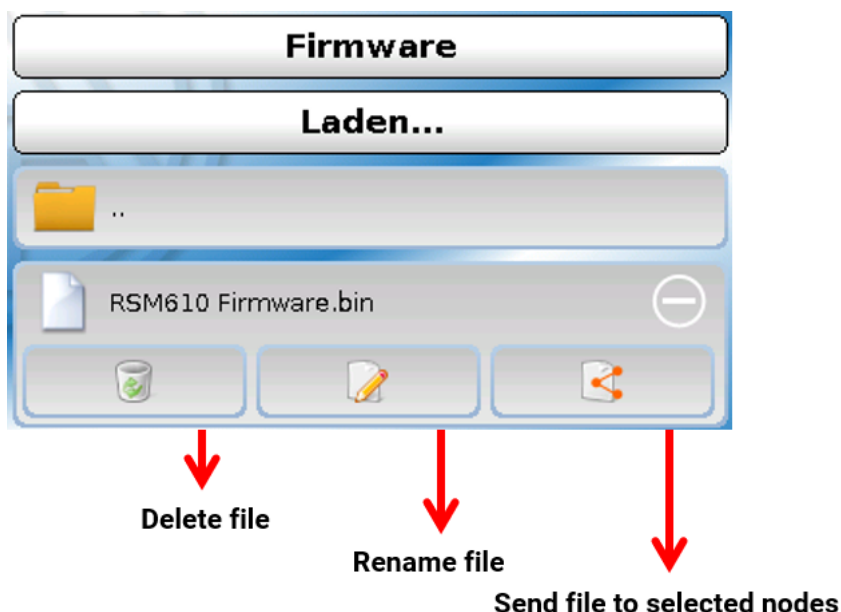 Firmware
Laden...
..
RSM610 Firmware.bin
Delete file
Rename file
Send file to selected nodes